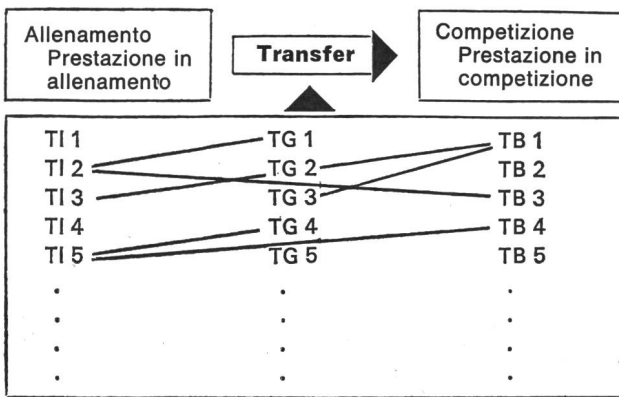 Allenamento
Prestazione in
allenamento
Transfer
Competizione
Prestazione in
competizione
TI 1 TG 1 TB 1
TI 2 TG 2 TB 2
TI 3 TG 3 TB 3
TI 4 TG 4 TB 4
TI 5 TG 5 TB 5
. . .
. . .
. . .
. . .